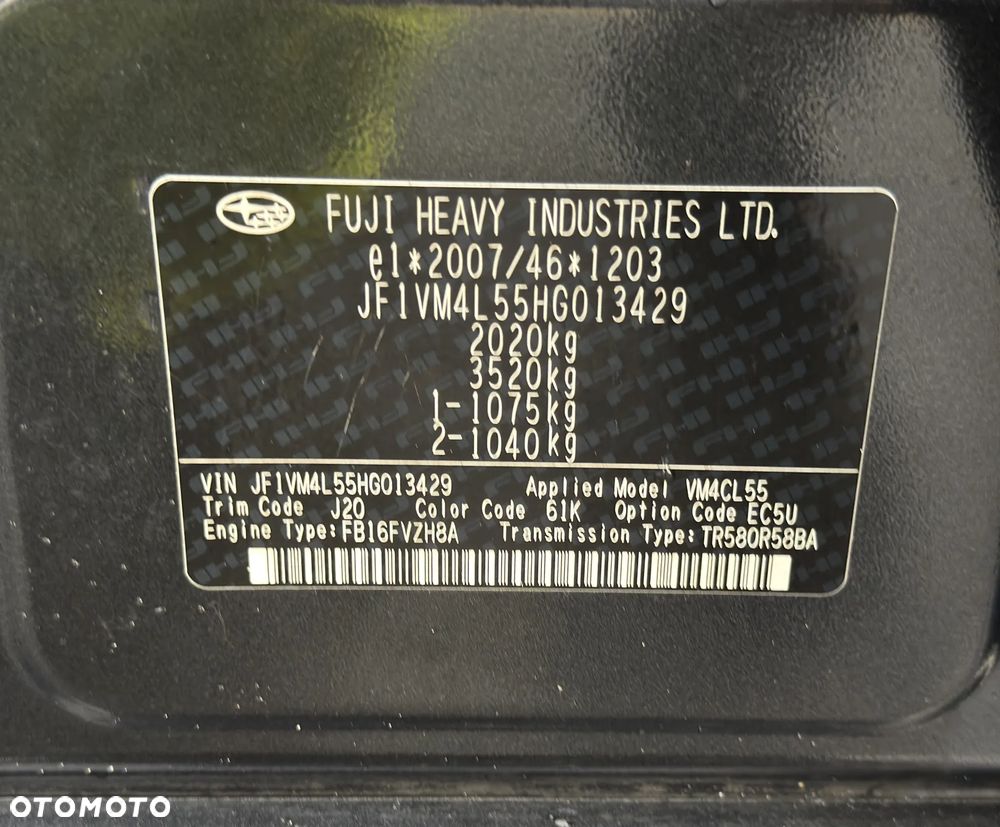 FUJI HEAVY INDUSTRIES LTD.
e1*2007/46*1203
JF1VM4L55HG013429
2020kg
3520kg
1-1075kg
2-1040kg
VIN JF1VM4L55HG013429 Applied Model VM4CL55
Trim Code J20 Color Code 61K Option Code EC5U
Engine Type:FB16FVZH8A Transmission Type:TR580R58BA
OTOMOTO